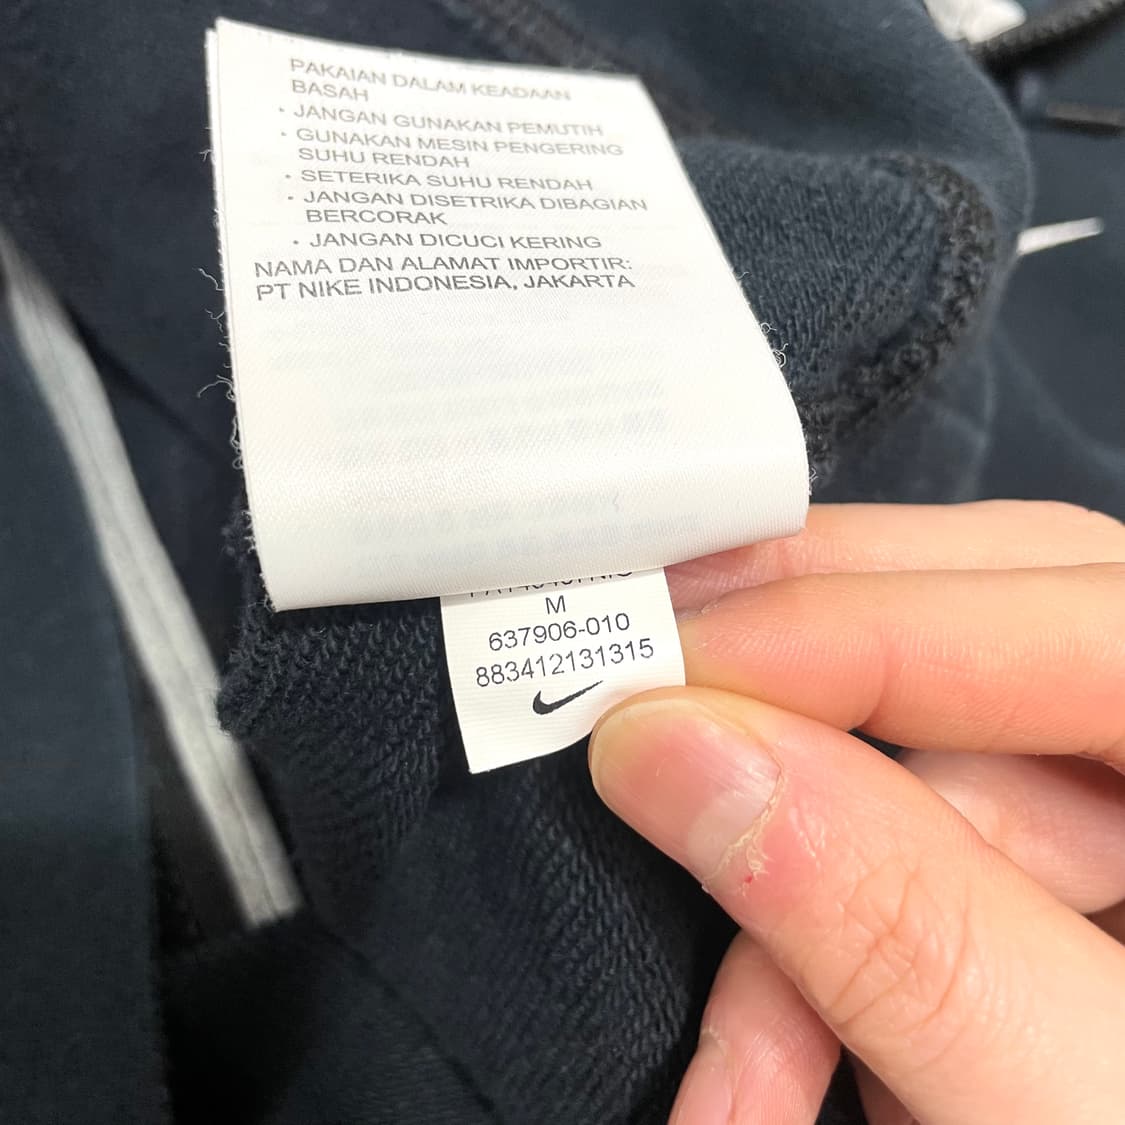 PAKAIAN DALAM KEADAAN
BASAH
· JANGAN GUNAKAN PEMUTIH
· GUNAKAN MESIN PENGERING
SUHU RENDAH
· SETERIKA SUHU RENDAH
· JANGAN DISETRIKA DIBAGIAN
BERCORAK
· JANGAN DICUCI KERING
NAMA DAN ALAMAT IMPORTIR:
PT NIKE INDONESIA, JAKARTA
M
637906-010
883412131315